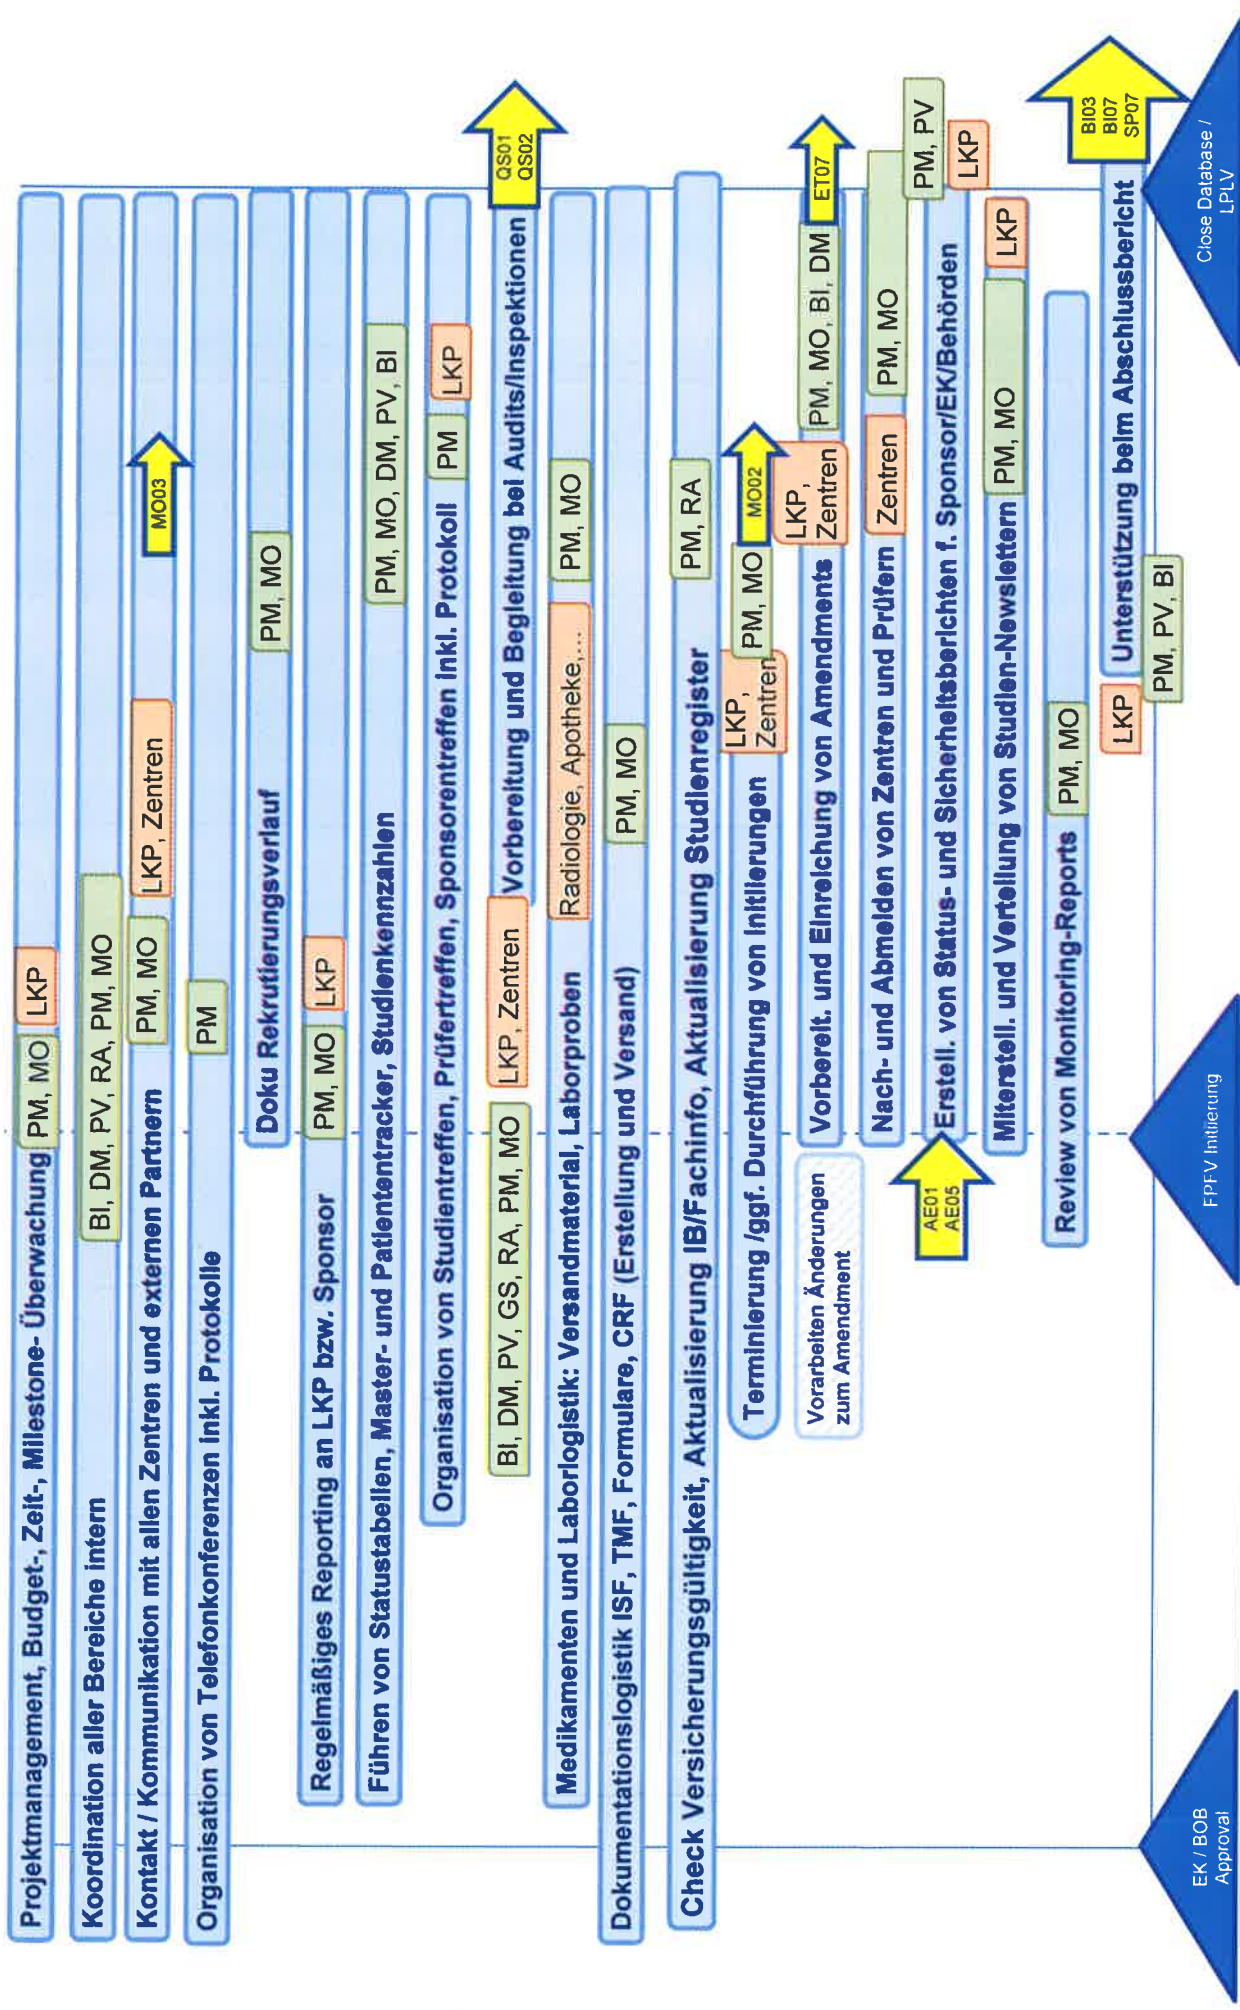 Projektmanagement, Budget-, Zeit-, Milestone- Überwachung
PM, MO
LKP
Koordination aller Bereiche intern
BI, DM, PV, RA, PM, MO
Kontakt / Kommunikation mit allen Zentren und externen Partnern
PM, MO
LKP, Zentren
MO03
Organisation von Telefonkonferenzen inkl. Protokolle
PM
Doku Rekrutierungsverlauf
PM, MO
Regelmäßiges Reporting an LKP bzw. Sponsor
PM, MO
LKP
Führen von Statustabellen, Master- und Patiententracker, Studienkennzahlen
PM, MO, DM, PV, BI
Organisation von Studientreffen, Prüfertreffen, Sponsorentreffen inkl. Protokoll
PM
LKP
BI, DM, PV, GS, RA, PM, MO
LKP, Zentren
Vorbereitung und Begleitung bei Audits/Inspektionen
QS01
QS02
Medikamenten und Laborlogistik: Versandmaterial, Laborproben
Radiologie, Apotheke,...
PM, MO
Dokumentationslogistik ISF, TMF, Formulare, CRF (Erstellung und Versand)
PM, MO
Check Versicherungsgültigkeit, Aktualisierung IB/Fachinfo, Aktualisierung Studienregister
PM, RA
Terminierung /ggf. Durchführung von Initiierungen
LKP,
Zentren
PM, MO
MO02
Vorarbeiten Änderungen
zum Amendment
Vorbereit. und Einreichung von Amendments
LKP,
Zentren
PM, MO, BI, DM
ET07
Nach- und Abmelden von Zentren und Prüfern
Zentren
PM, MO
AE01
AE05
Erstell. von Status- und Sicherheitsberichten f. Sponsor/EK/Behörden
PM, PV
LKP
Miterstell. und Verteilung von Studien-Newslettern
PM, MO
LKP
Review von Monitoring-Reports
PM, MO
LKP
Unterstützung beim Abschlussbericht
PM, PV, BI
BI03
BI07
SP07
EK / BOB
Approval
FPFV Initiierung
Close Database /
LPLV